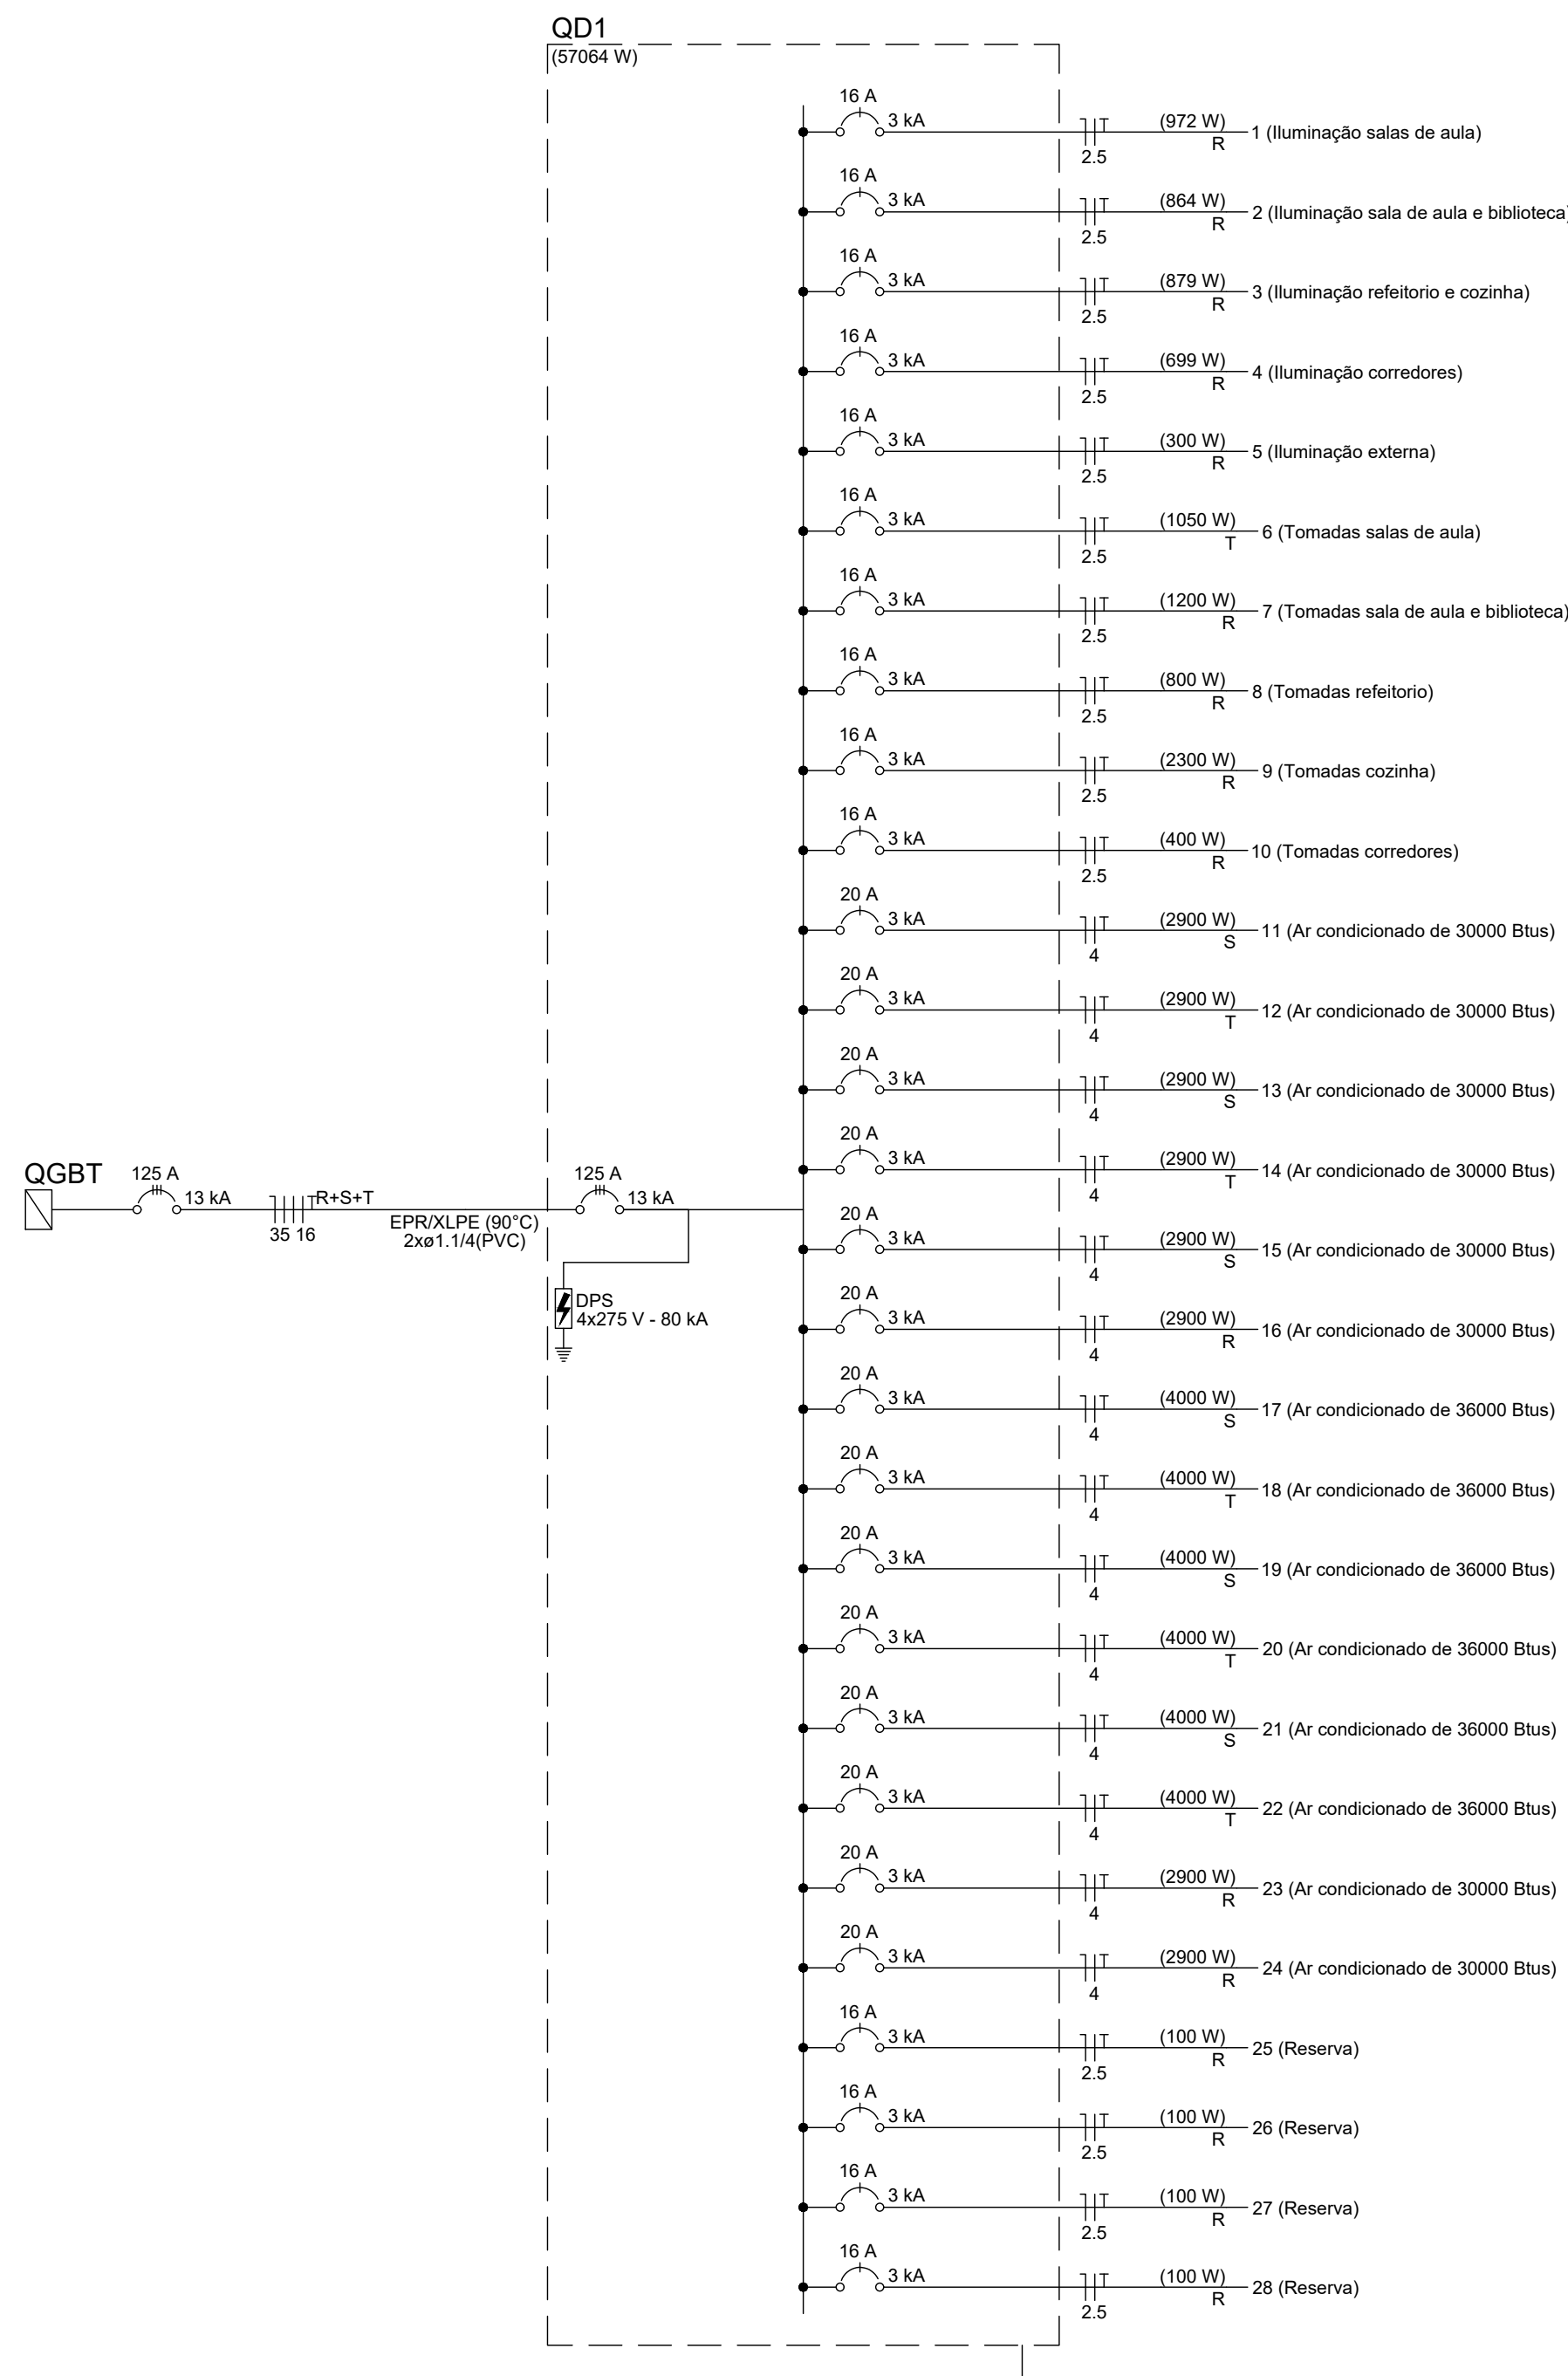 QD1
(57064 W)
16 A
3 kA
2.5
(972 W)
R
1 (Iluminação salas de aula)
16 A
3 kA
2.5
(864 W)
R
2 (Iluminação sala de aula e biblioteca)
16 A
3 kA
2.5
(879 W)
R
3 (Iluminação refeitorio e cozinha)
16 A
3 kA
2.5
(699 W)
R
4 (Iluminação corredores)
16 A
3 kA
2.5
(300 W)
R
5 (Iluminação externa)
16 A
3 kA
2.5
(1050 W)
T
6 (Tomadas salas de aula)
16 A
3 kA
2.5
(1200 W)
R
7 (Tomadas sala de aula e biblioteca)
16 A
3 kA
2.5
(800 W)
R
8 (Tomadas refeitorio)
16 A
3 kA
2.5
(2300 W)
R
9 (Tomadas cozinha)
16 A
3 kA
2.5
(400 W)
R
10 (Tomadas corredores)
20 A
3 kA
4
(2900 W)
S
11 (Ar condicionado de 30000 Btus)
20 A
3 kA
4
(2900 W)
T
12 (Ar condicionado de 30000 Btus)
20 A
3 kA
4
(2900 W)
S
13 (Ar condicionado de 30000 Btus)
20 A
3 kA
4
(2900 W)
T
14 (Ar condicionado de 30000 Btus)
QGBT
125 A
13 kA
R+S+T
35 16
EPR/XLPE (90°C)
2xø1.1/4(PVC)
125 A
13 kA
DPS
4x275 V - 80 kA
20 A
3 kA
4
(2900 W)
S
15 (Ar condicionado de 30000 Btus)
20 A
3 kA
4
(2900 W)
R
16 (Ar condicionado de 30000 Btus)
20 A
3 kA
4
(4000 W)
S
17 (Ar condicionado de 36000 Btus)
20 A
3 kA
4
(4000 W)
T
18 (Ar condicionado de 36000 Btus)
20 A
3 kA
4
(4000 W)
S
19 (Ar condicionado de 36000 Btus)
20 A
3 kA
4
(4000 W)
T
20 (Ar condicionado de 36000 Btus)
20 A
3 kA
4
(4000 W)
S
21 (Ar condicionado de 36000 Btus)
20 A
3 kA
4
(4000 W)
T
22 (Ar condicionado de 36000 Btus)
20 A
3 kA
4
(2900 W)
R
23 (Ar condicionado de 30000 Btus)
20 A
3 kA
4
(2900 W)
R
24 (Ar condicionado de 30000 Btus)
16 A
3 kA
2.5
(100 W)
R
25 (Reserva)
16 A
3 kA
2.5
(100 W)
R
26 (Reserva)
16 A
3 kA
2.5
(100 W)
R
27 (Reserva)
16 A
3 kA
2.5
(100 W)
R
28 (Reserva)